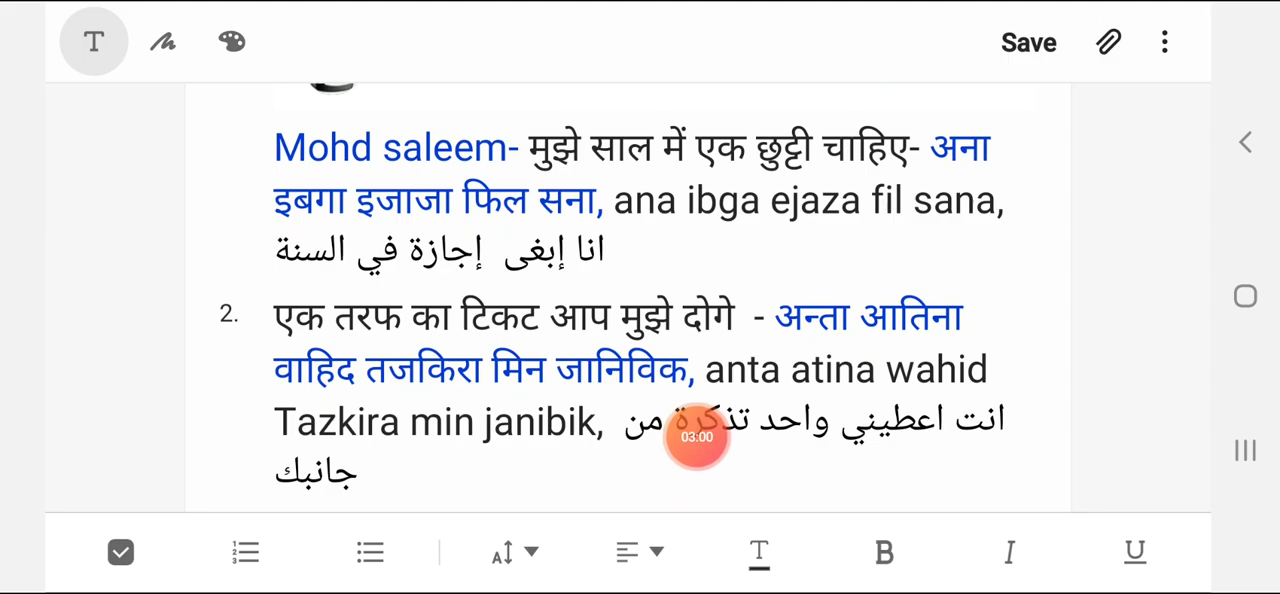 T Save
Mohd saleem- मुझे साल में एक छुट्टी चाहिए- अना
इबगा इजाजा फिल सना, ana ibga ejaza fil sana,
انا إبغى إجازة في السنة
2. एक तरफ का टिकट आप मुझे दोगे - अन्ता आतिना
वाहिद तजकिरा मिन जानिविक, anta atina wahid
Tazkira min janibik, انت اعطيني واحد تذكرة من
جانبك
03:00
A T B I U